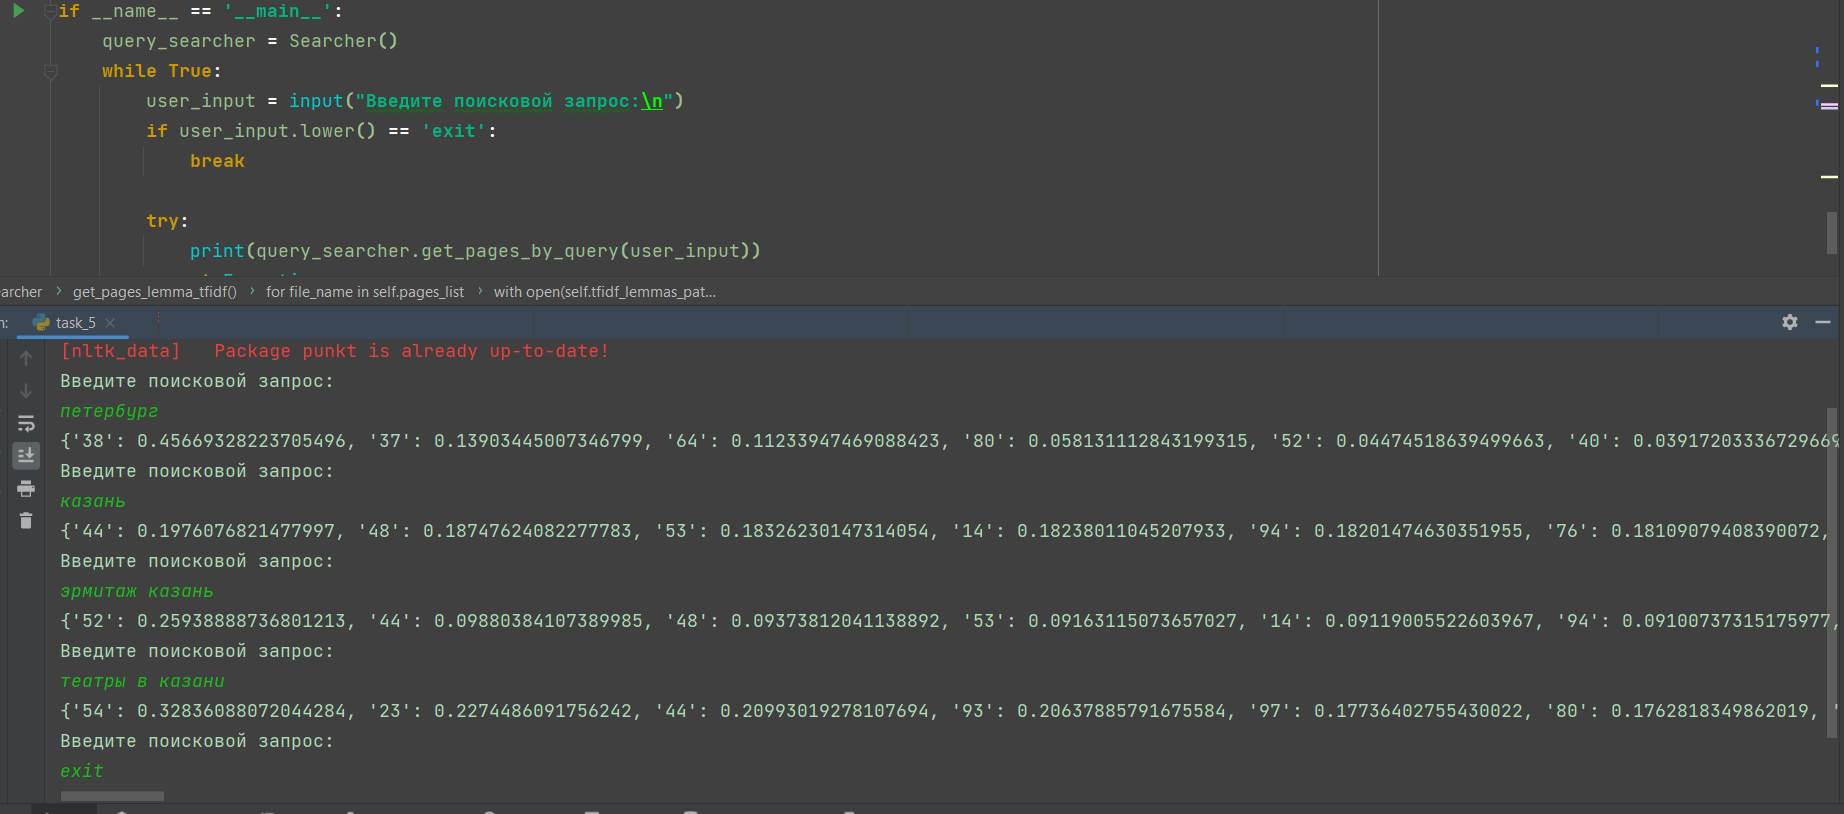 if __name__ == '__main__':
query_searcher = Searcher()
while True:
user_input = input("Введите поисковой запрос:\n")
if user_input.lower() == 'exit':
break
try:
print(query_searcher.get_pages_by_query(user_input))
archer > get_pages_lemma_tfidf() > for file_name in self.pages_list > with open(self.tfidf_lemmas_pat...
n: task_5
[nltk_data]   Package punkt is already up-to-date!
Введите поисковой запрос:
петербург
{'38': 0.45669328223705496, '37': 0.13903445007346799, '64': 0.11233947469088423, '80': 0.058131112843199315, '52': 0.04474518639499663, '40': 0.039172033367296​69
Введите поисковой запрос:
казань
{'44': 0.1976076821477997, '48': 0.18747624082277783, '53': 0.18326230147314054, '14': 0.18238011045207933, '94': 0.18201474630351955, '76': 0.18109079408390072,
Введите поисковой запрос:
эрмитаж казань
{'52': 0.25938888736801213, '44': 0.09880384107389985, '48': 0.09373812041138892, '53': 0.09163115073657027, '14': 0.09119005522603967, '94': 0.09100737315175977,
Введите поисковой запрос:
театры в казани
{'54': 0.32836088072044284, '23': 0.2274486091756242, '44': 0.20993019278107694, '93': 0.20637885791675584, '97': 0.17736402755430022, '80': 0.1762818349862019, '
Введите поисковой запрос:
exit